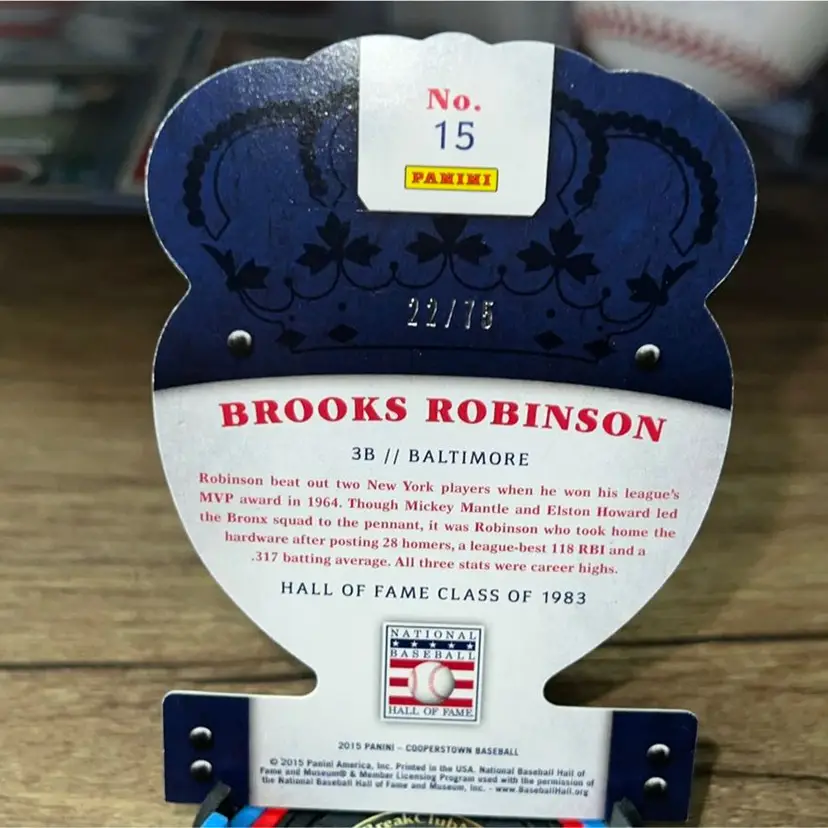 No.
15
PANINI
22/75
BROOKS ROBINSON
3B // BALTIMORE
Robinson beat out two New York players when he won his league's
MVP award in 1964. Though Mickey Mantle and Elston Howard led
the Bronx squad to the pennant, it was Robinson who took home the
hardware after posting 28 homers, a league-best 118 RBI and a
.317 batting average. All three stats were career highs.
HALL OF FAME CLASS OF 1983
NATIONAL
BASEBALL
HALL OF FAME
2015 PANINI – COOPERSTOWN BASEBALL
© 2015 Panini America, Inc. Printed in the USA. National Baseball Hall of
Fame and Museum® & Member Licensing Program used with the permission of
the National Baseball Hall of Fame and Museum, Inc. - www.BaseballHall.org
BreakClub